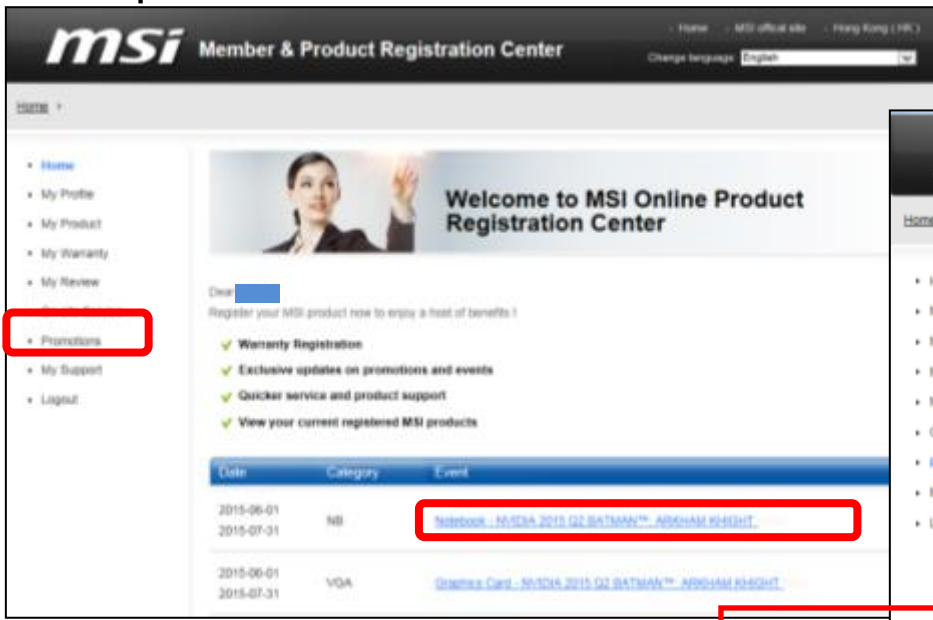 msi Member & Product Registration Center
Home MSI offical site Hong Kong ( HK )
Change language: English
Home
Home
My Profile
My Product
My Warranty
My Review
Promotions
My Support
Logout
Welcome to MSI Online Product
Registration Center
Dear
Register your MSI product now to enjoy a host of benefits !
Warranty Registration
Exclusive updates on promotions and events
Quicker service and product support
View your current registered MSI products
Date Category Event
2015-06-01
2015-07-31
NB Notebook - NVIDIA 2015 Q2 BATMAN™: ARKHAM KHIGHT
2015-06-01
2015-07-31
VGA Graphics Card - NVIDIA 2015 Q2 BATMAN™: ARKHAM KHIGHT